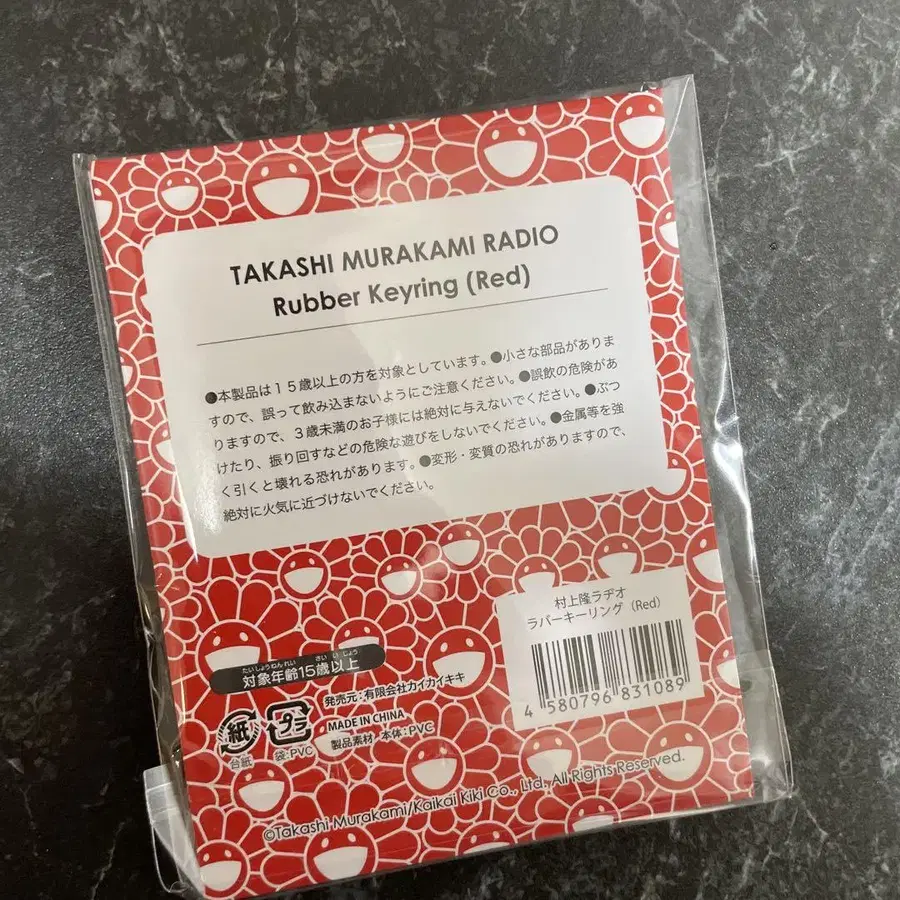 TAKASHI MURAKAMI RADIO
Rubber Keyring (Red)
●本製品は15歳以上の方を対象としています。●小さな部品がありま
すので、誤って飲み込まないようにご注意ください。●誤飲の危険があ
りますので、3歳未満のお子様には絶対に与えないでください。●ぶつ
けたり、振り回すなどの危険な遊びをしないでください。●金属等を強
く引くと壊れる恐れがあります。●変形・変質の恐れがありますので、
絶対に火気に近づけないでください。
村上隆ラヂオ
ラバーキーリング（Red）
4 580796 831089
たいしょうねんれい さい いじょう
対象年齢15歳以上
発売元：有限会社カイカイキキ
MADE IN CHINA
製品素材 本体：PVC
紙
プラ
台紙
袋：PVC
©Takashi Murakami/Kaikai Kiki Co., Ltd. All Rights Reserved.